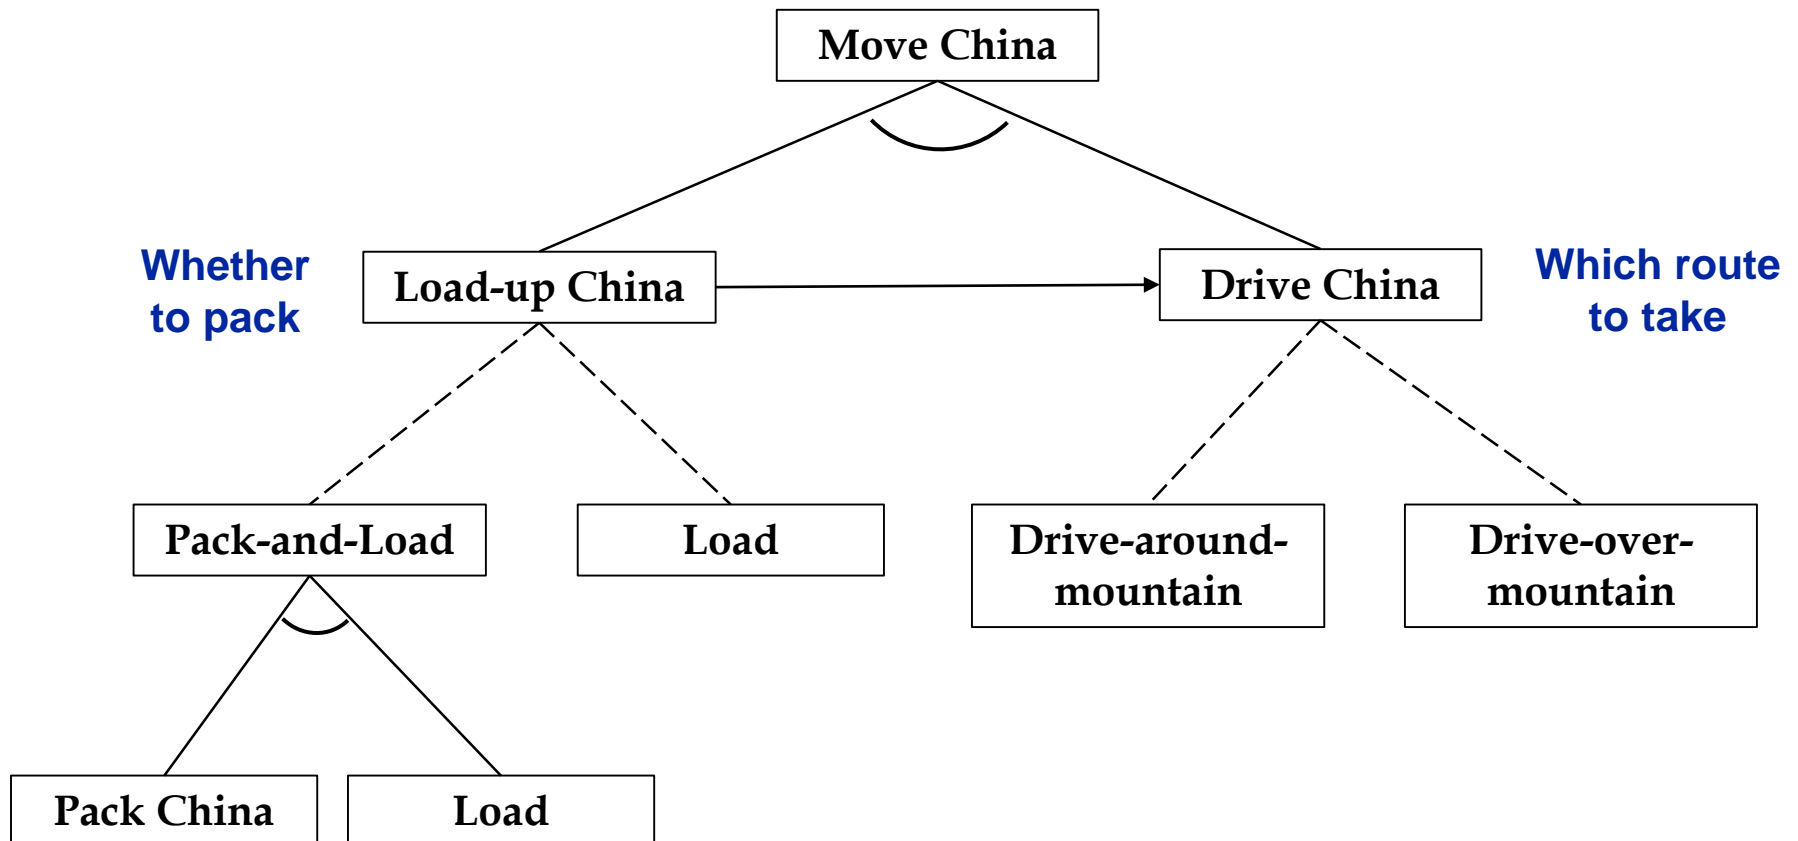 Move China
Whether
to pack
Load-up China
Drive China
Which route
to take
Pack-and-Load
Load
Drive-around-
mountain
Drive-over-
mountain
Pack China
Load